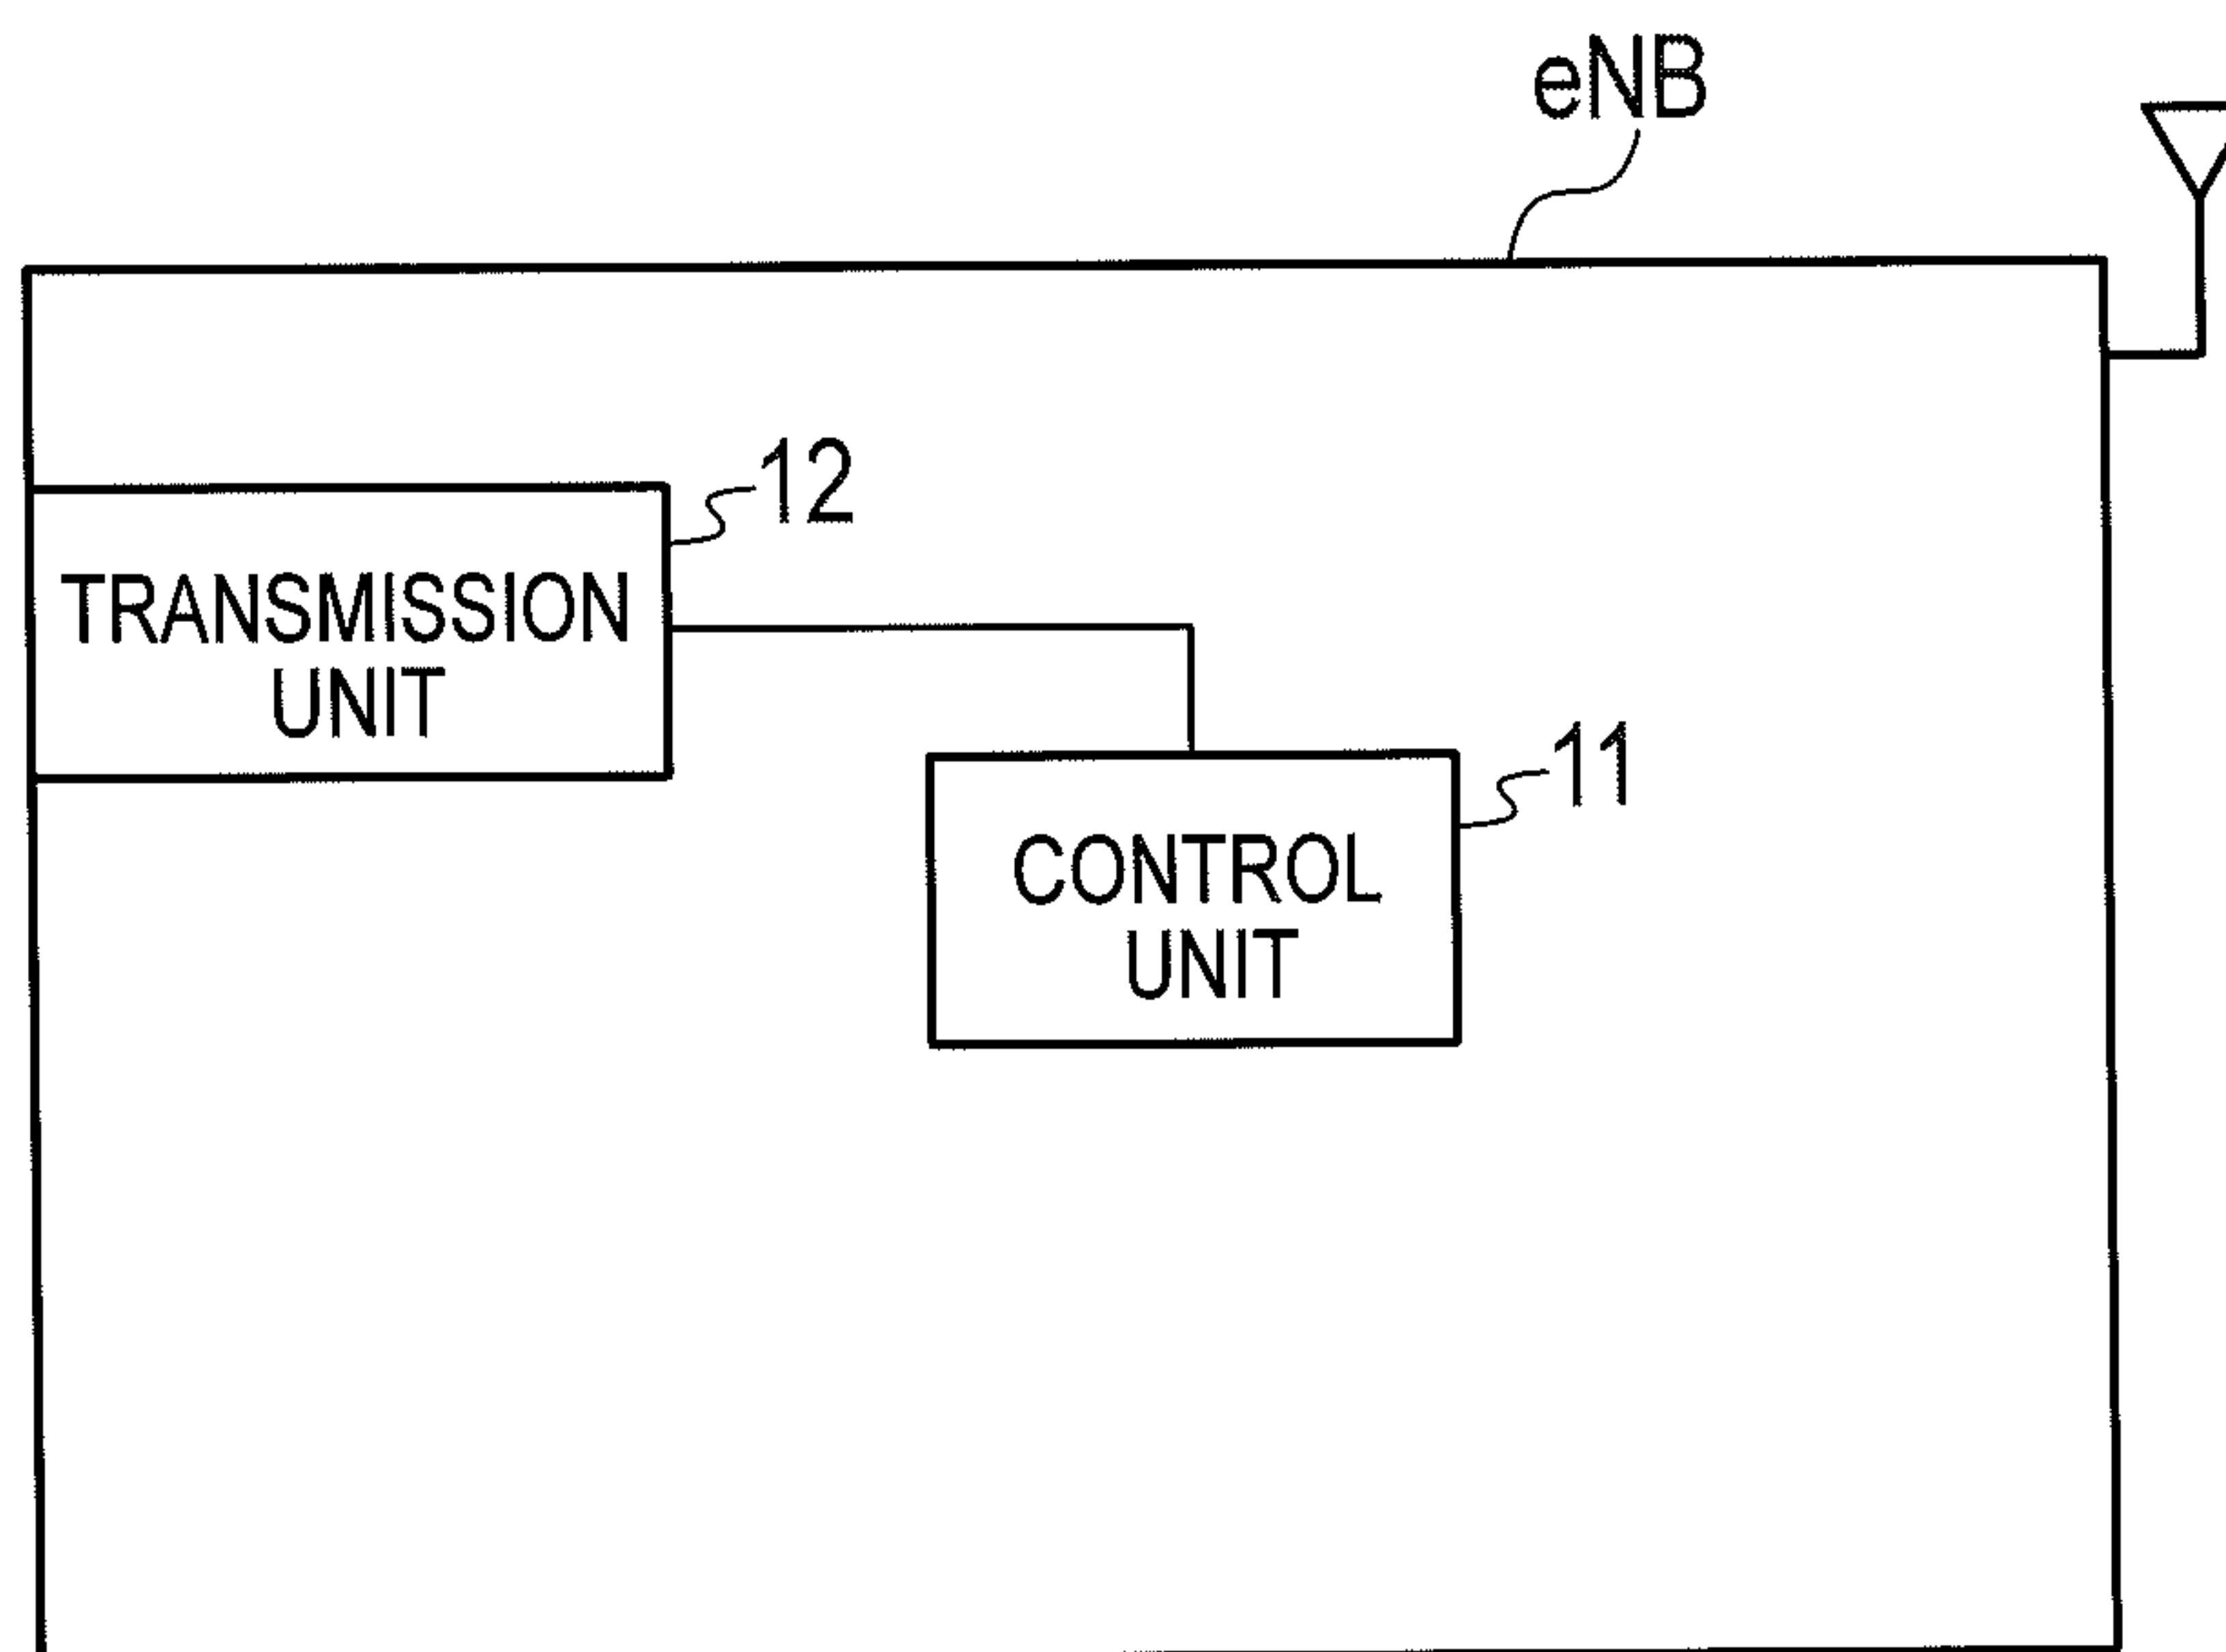 eNB
12
TRANSMISSION
UNIT
11
CONTROL
UNIT